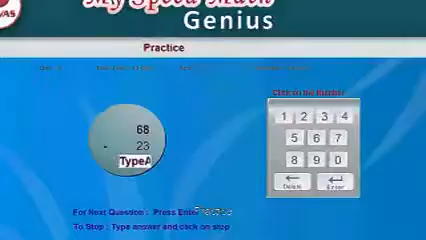 My Speed Math
Genius
Practice
Click on the Number
68
- 23
TypeA
1 2 3 4
5 6 7
8 9 0
Delete Enter
For Next Question : Press Enter
Practice
To Stop : Type answer and click on stop